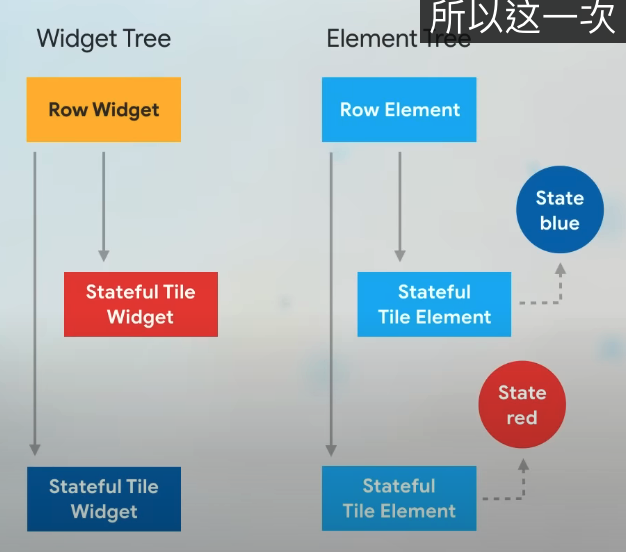 所以这一次
Widget Tree
Element Tree
Row Widget
Row Element
State
blue
Stateful Tile
Widget
Stateful
Tile Element
State
red
Stateful Tile
Widget
Stateful
Tile Element